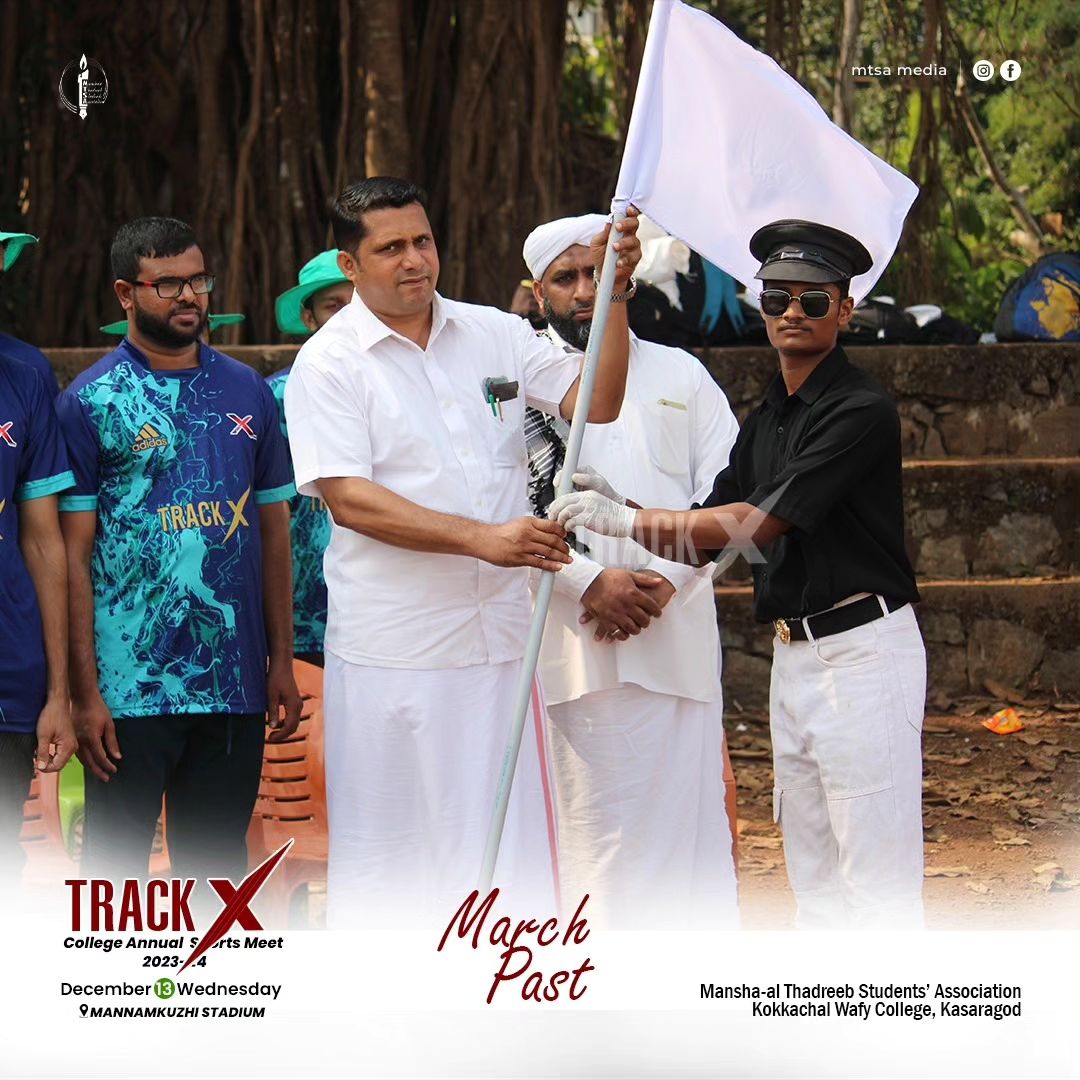 mtsa media
adidas
TRACK X
TRACK X
TRACK X
College Annual Sports Meet
2023-24
December 13 Wednesday
MANNAMKUZHI STADIUM
March
Past
Mansha-al Thadreeb Students' Association
Kokkachal Wafy College, Kasaragod